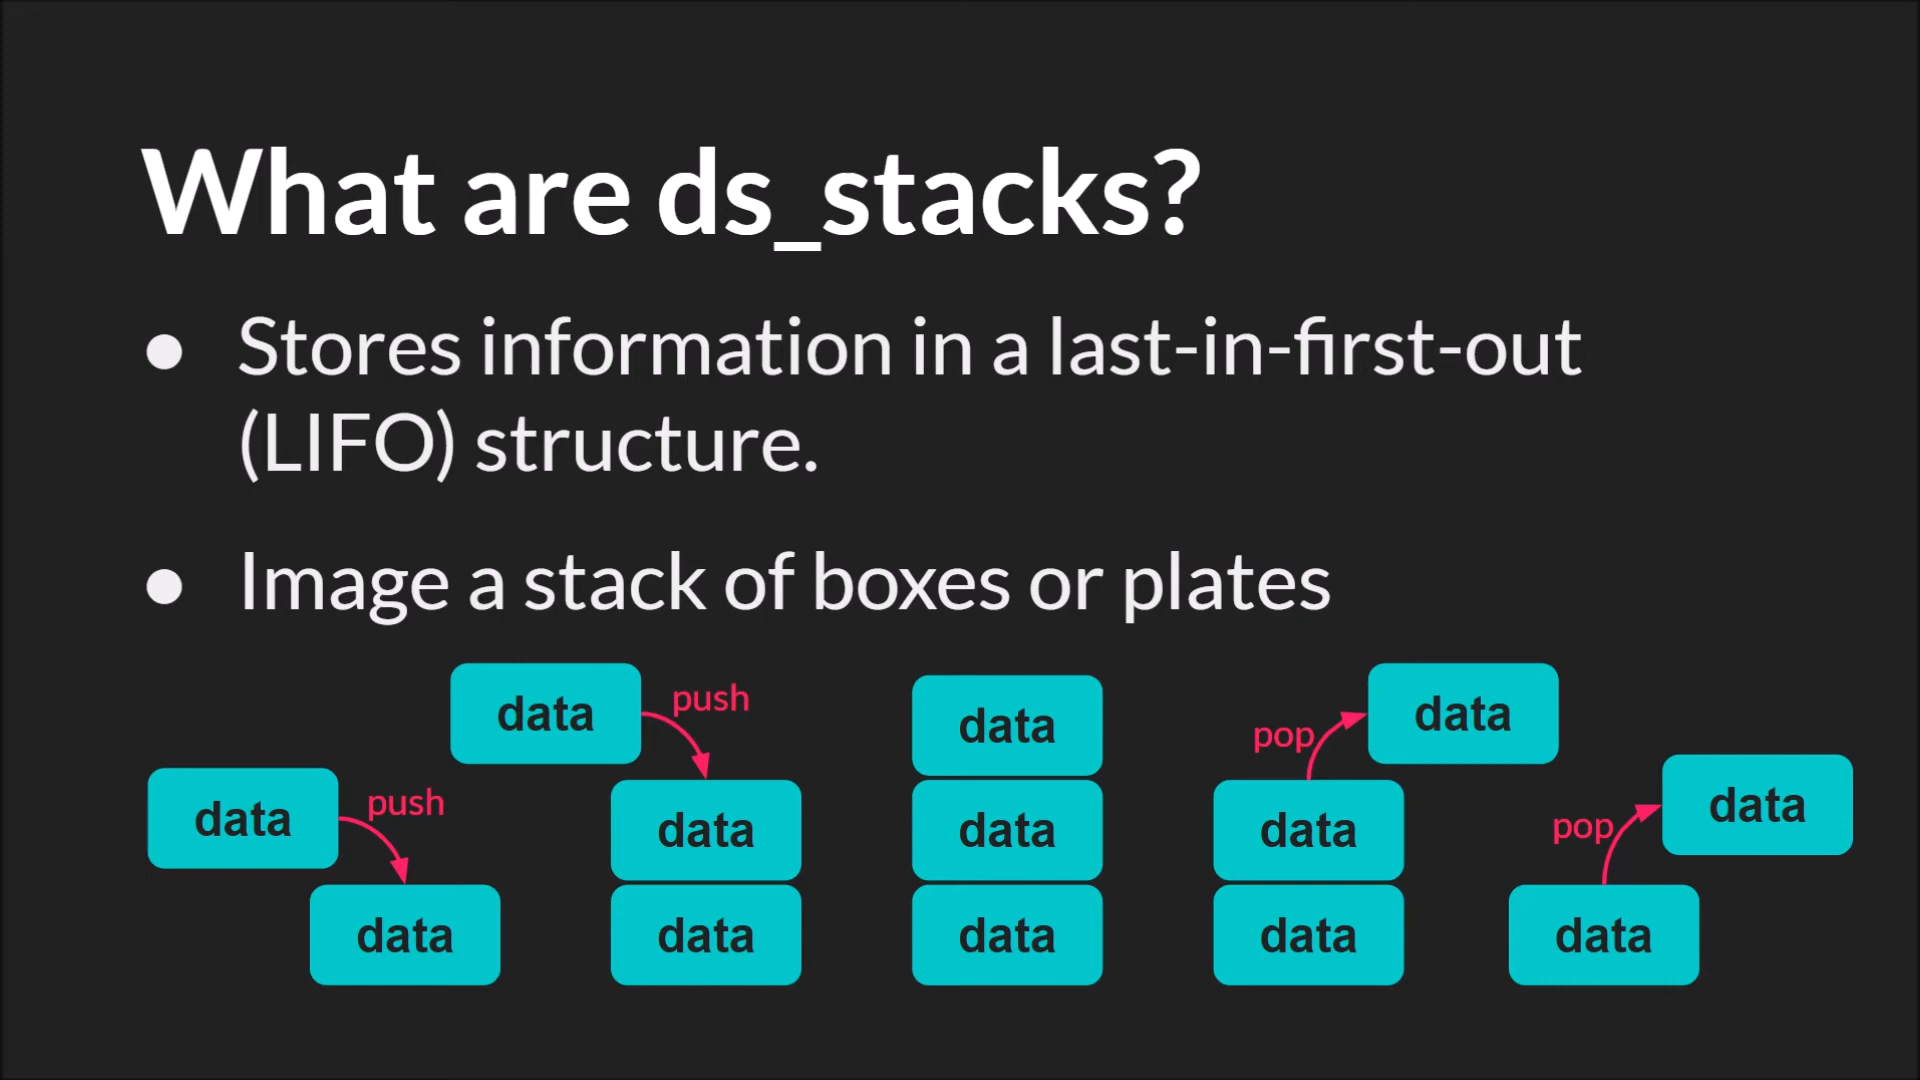 What are ds_stacks?
● Stores information in a last-in-first-out
(LIFO) structure.
● Image a stack of boxes or plates
data push
data push
data
data
data
data
data
data
data
pop data
data
data
pop data
data